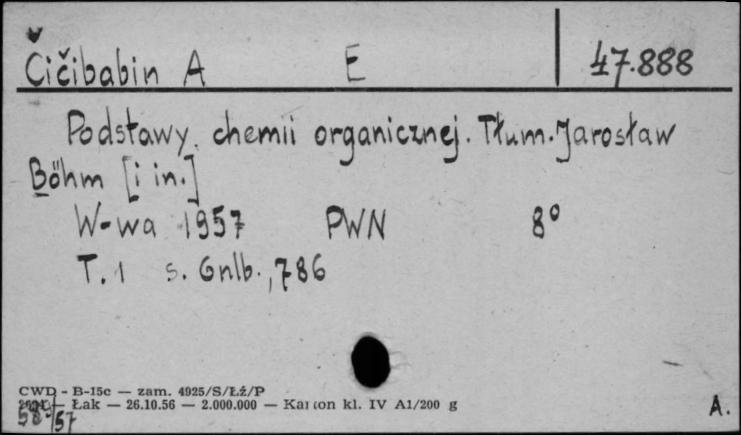 Čičibabin A E 47.888
Podstawy chemii organicznej. Tłum. Jarosław
Böhm [i in.]
W-wa 1957 PWN 8°
T. 1 s. 6nlb., 786
CWD - B-15c — zam. 4925/S/Łź/P
Łak — 26.10.56 — 2.000.000 — Karton kl. IV A1/200 g
A.